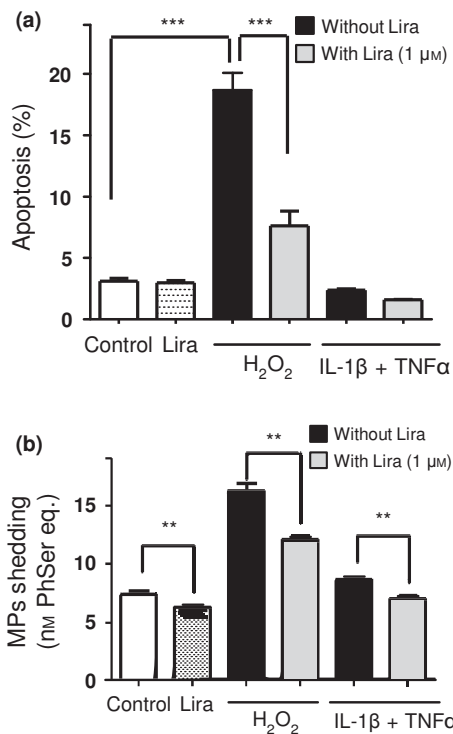 (a)
*** ***
Without Lira
With Lira (1 µM)
Apoptosis (%)
20
15
10
5
0
Control Lira
H₂O₂
IL-1β + TNFα
(b)
Without Lira
With Lira (1 µM)
**
**
**
MPs shedding
(nM PhSer eq.)
15
10
5
0
Control Lira
H₂O₂
IL-1β + TNFα